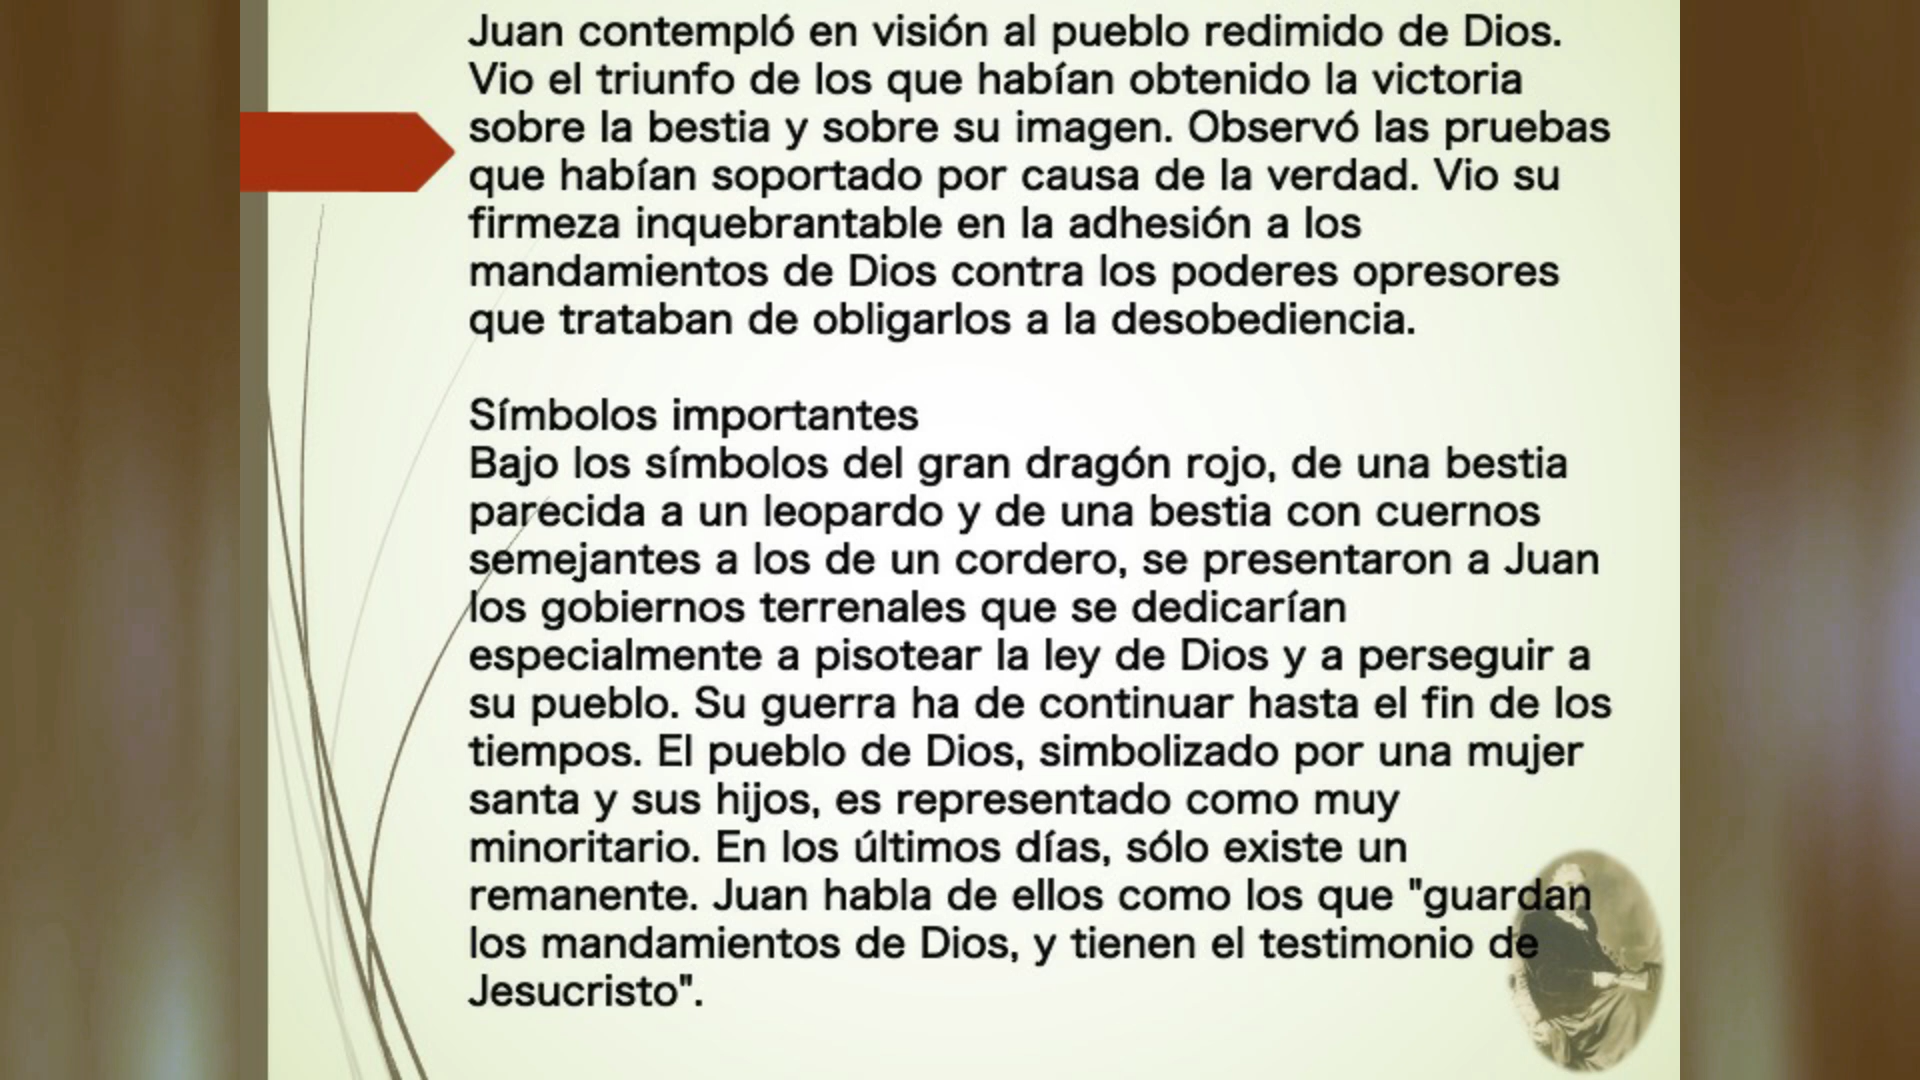 Juan contempló en visión al pueblo redimido de Dios.
Vio el triunfo de los que habían obtenido la victoria
sobre la bestia y sobre su imagen. Observó las pruebas
que habían soportado por causa de la verdad. Vio su
firmeza inquebrantable en la adhesión a los
mandamientos de Dios contra los poderes opresores
que trataban de obligarlos a la desobediencia.
Símbolos importantes
Bajo los símbolos del gran dragón rojo, de una bestia
parecida a un leopardo y de una bestia con cuernos
semejantes a los de un cordero, se presentaron a Juan
los gobiernos terrenales que se dedicarían
especialmente a pisotear la ley de Dios y a perseguir a
su pueblo. Su guerra ha de continuar hasta el fin de los
tiempos. El pueblo de Dios, simbolizado por una mujer
santa y sus hijos, es representado como muy
minoritario. En los últimos días, sólo existe un
remanente. Juan habla de ellos como los que "guardan
los mandamientos de Dios, y tienen el testimonio de
Jesucristo".